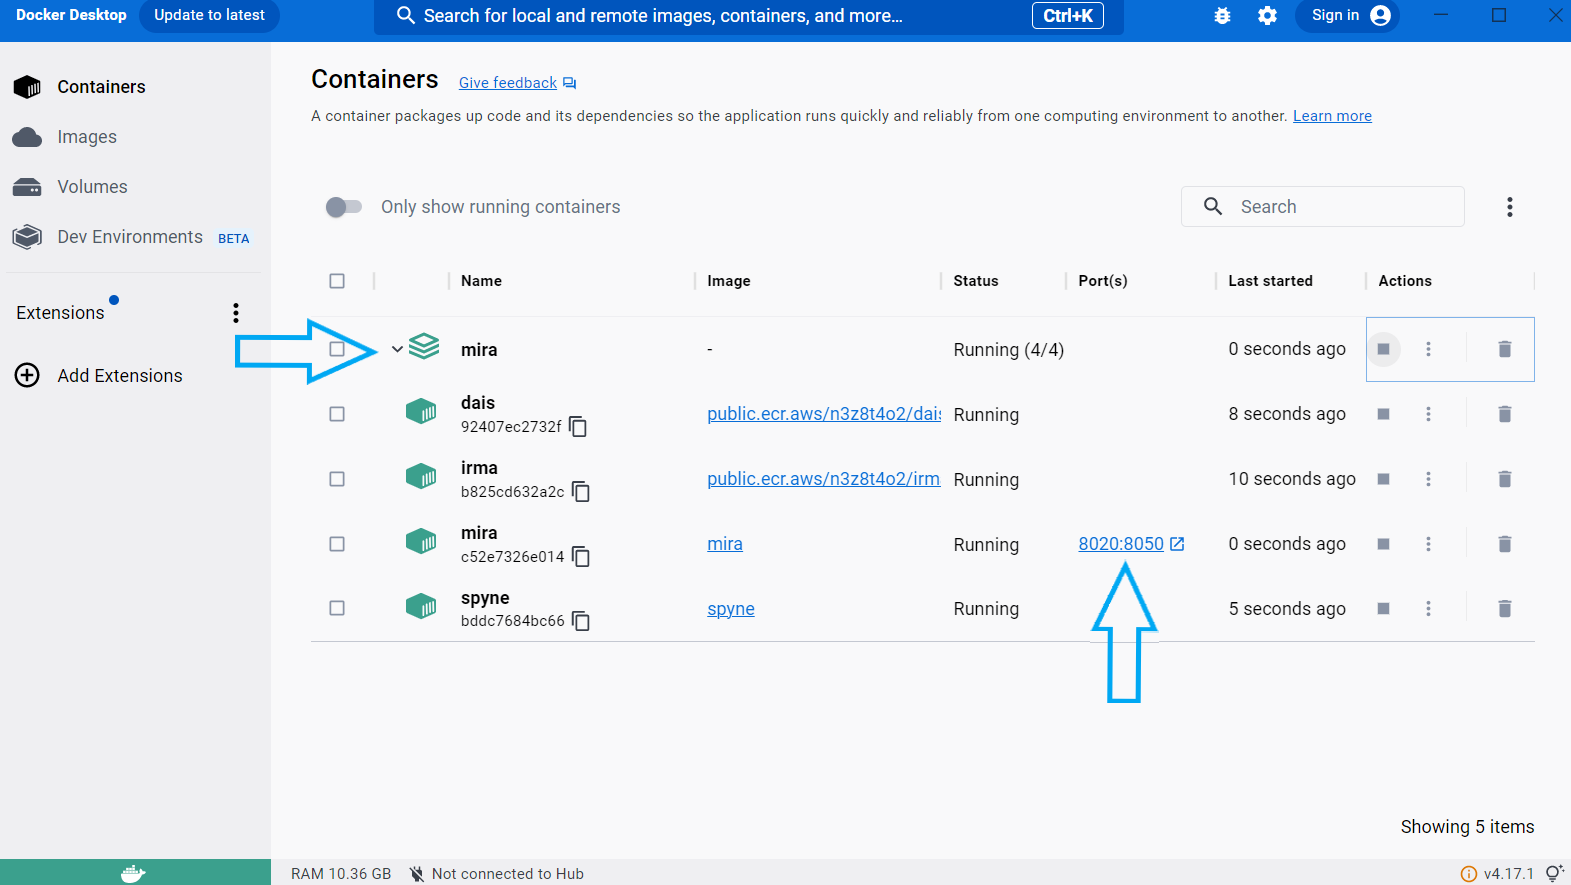 Docker Desktop Update to latest Search for local and remote images, containers, and more... Ctrl+K Sign in
Containers
Images
Volumes
Dev Environments BETA
Extensions
Add Extensions
Containers Give feedback
A container packages up code and its dependencies so the application runs quickly and reliably from one computing environment to another. Learn more
Only show running containers Search
Name Image Status Port(s) Last started Actions
mira - Running (4/4) 0 seconds ago
dais
92407ec2732f public.ecr.aws/n3z8t4o2/dais Running 8 seconds ago
irma
b825cd632a2c public.ecr.aws/n3z8t4o2/irm Running 10 seconds ago
mira
c52e7326e014 mira Running 8020:8050 0 seconds ago
spyne
bddc7684bc66 spyne Running 5 seconds ago
Showing 5 items
RAM 10.36 GB Not connected to Hub v4.17.1